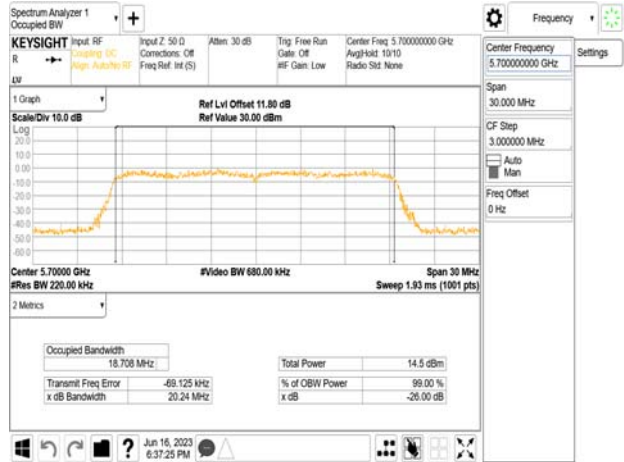 Spectrum Analyzer 1
Occupied BW
KEYSIGHT
R
Input: RF
Coupling: DC
Align: Auto/No RF
Input Z: 50 Ω
Corrections: Off
Freq Ref: Int (S)
Atten: 30 dB
Trig: Free Run
Gate: Off
#IF Gain: Low
Center Freq: 5.700000000 GHz
Avg|Hold: 10/10
Radio Std: None
1 Graph
Scale/Div 10.0 dB
Ref Lvl Offset 11.80 dB
Ref Value 30.00 dBm
Log
20.0
10.0
0.00
-10.0
-20.0
-30.0
-40.0
-50.0
-60.0
Center 5.70000 GHz
#Res BW 220.00 kHz
#Video BW 680.00 kHz
Span 30 MHz
Sweep 1.93 ms (1001 pts)
2 Metrics
Occupied Bandwidth
18.708 MHz
Total Power 14.5 dBm
Transmit Freq Error -69.125 kHz
% of OBW Power 99.00 %
x dB Bandwidth 20.24 MHz
x dB -26.00 dB
?
Jun 16, 2023
6:37:25 PM
Frequency
Center Frequency
5.700000000 GHz
Settings
Span
30.000 MHz
CF Step
3.000000 MHz
Auto
Man
Freq Offset
0 Hz